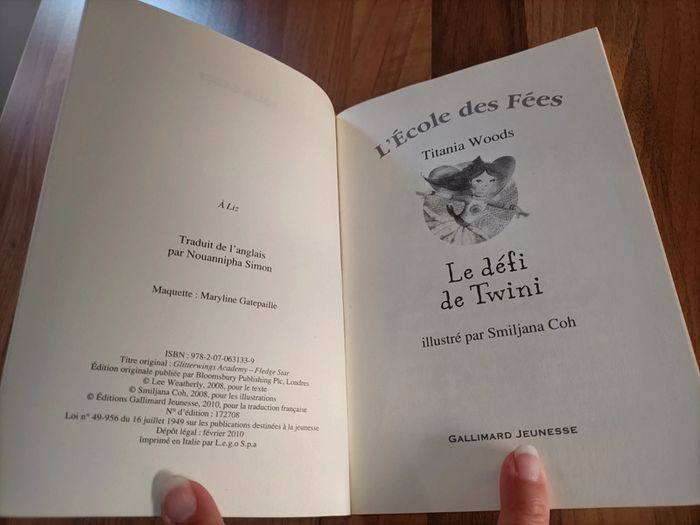 À Liz
Traduit de l'anglais
par Nouannipha Simon
Maquette : Maryline Gatepaille
ISBN : 978-2-07-063133-9
Titre original : Glitterwings Academy – Fledge Star
Édition originale publiée par Bloomsbury Publishing Plc, Londres
© Lee Weatherly, 2008, pour le texte
© Smiljana Coh, 2008, pour les illustrations
© Éditions Gallimard Jeunesse, 2010, pour la traduction française
N° d'édition : 172708
Loi n° 49-956 du 16 juillet 1949 sur les publications destinées à la jeunesse
Dépôt légal : février 2010
Imprimé en Italie par L.e.g.o S.p.a
L'École des Fées
Titania Woods
Le défi
de Twini
illustré par Smiljana Coh
GALLIMARD JEUNESSE